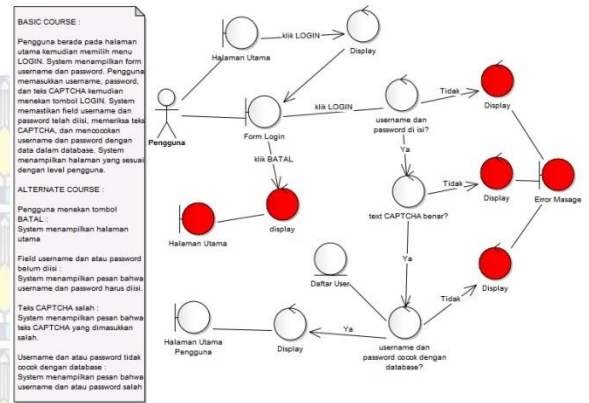 BASIC COURSE :
Pengguna berada pada halaman
utama kemudian memilih menu
LOGIN. System menampilkan form
username dan password. Pengguna
memasukkan username, password,
dan teks CAPTCHA kemudian
menekan tombol LOGIN. System
memastikan field username dan
password telah diisi, memeriksa teks
CAPTCHA, dan mencocokan
username dan password dengan
data dalam database. System
menampilkan halaman yang sesuai
dengan level pengguna.
ALTERNATE COURSE :
Pengguna menekan tombol
BATAL :
System menampilkan halaman
utama
Field username dan atau password
belum diisi :
System menampilkan pesan bahwa
username dan password harus diisi.
Teks CAPTCHA salah :
System menampilkan pesan bahwa
teks CAPTCHA yang dimasukkan
salah.
Username dan atau password tidak
cocok dengan database :
System menampilkan pesan bahwa
username dan atau password salah
Halaman Utama
klik LOGIN
Display
Pengguna
Form Login
klik LOGIN
username dan
password di isi?
Tidak
Display
klik BATAL
Ya
Halaman Utama
display
text CAPTCHA benar?
Tidak
Display
Error Masage
Ya
Daftar User
Tidak
Display
Halaman Utama
Pengguna
Display
Ya
username dan
password cocok dengan
database?